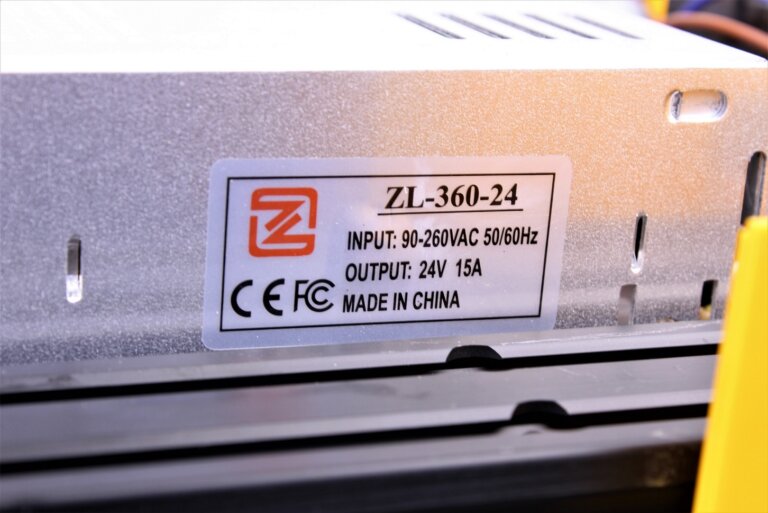 ZL-360-24
INPUT: 90-260VAC 50/60Hz
OUTPUT: 24V 15A
CE FC MADE IN CHINA